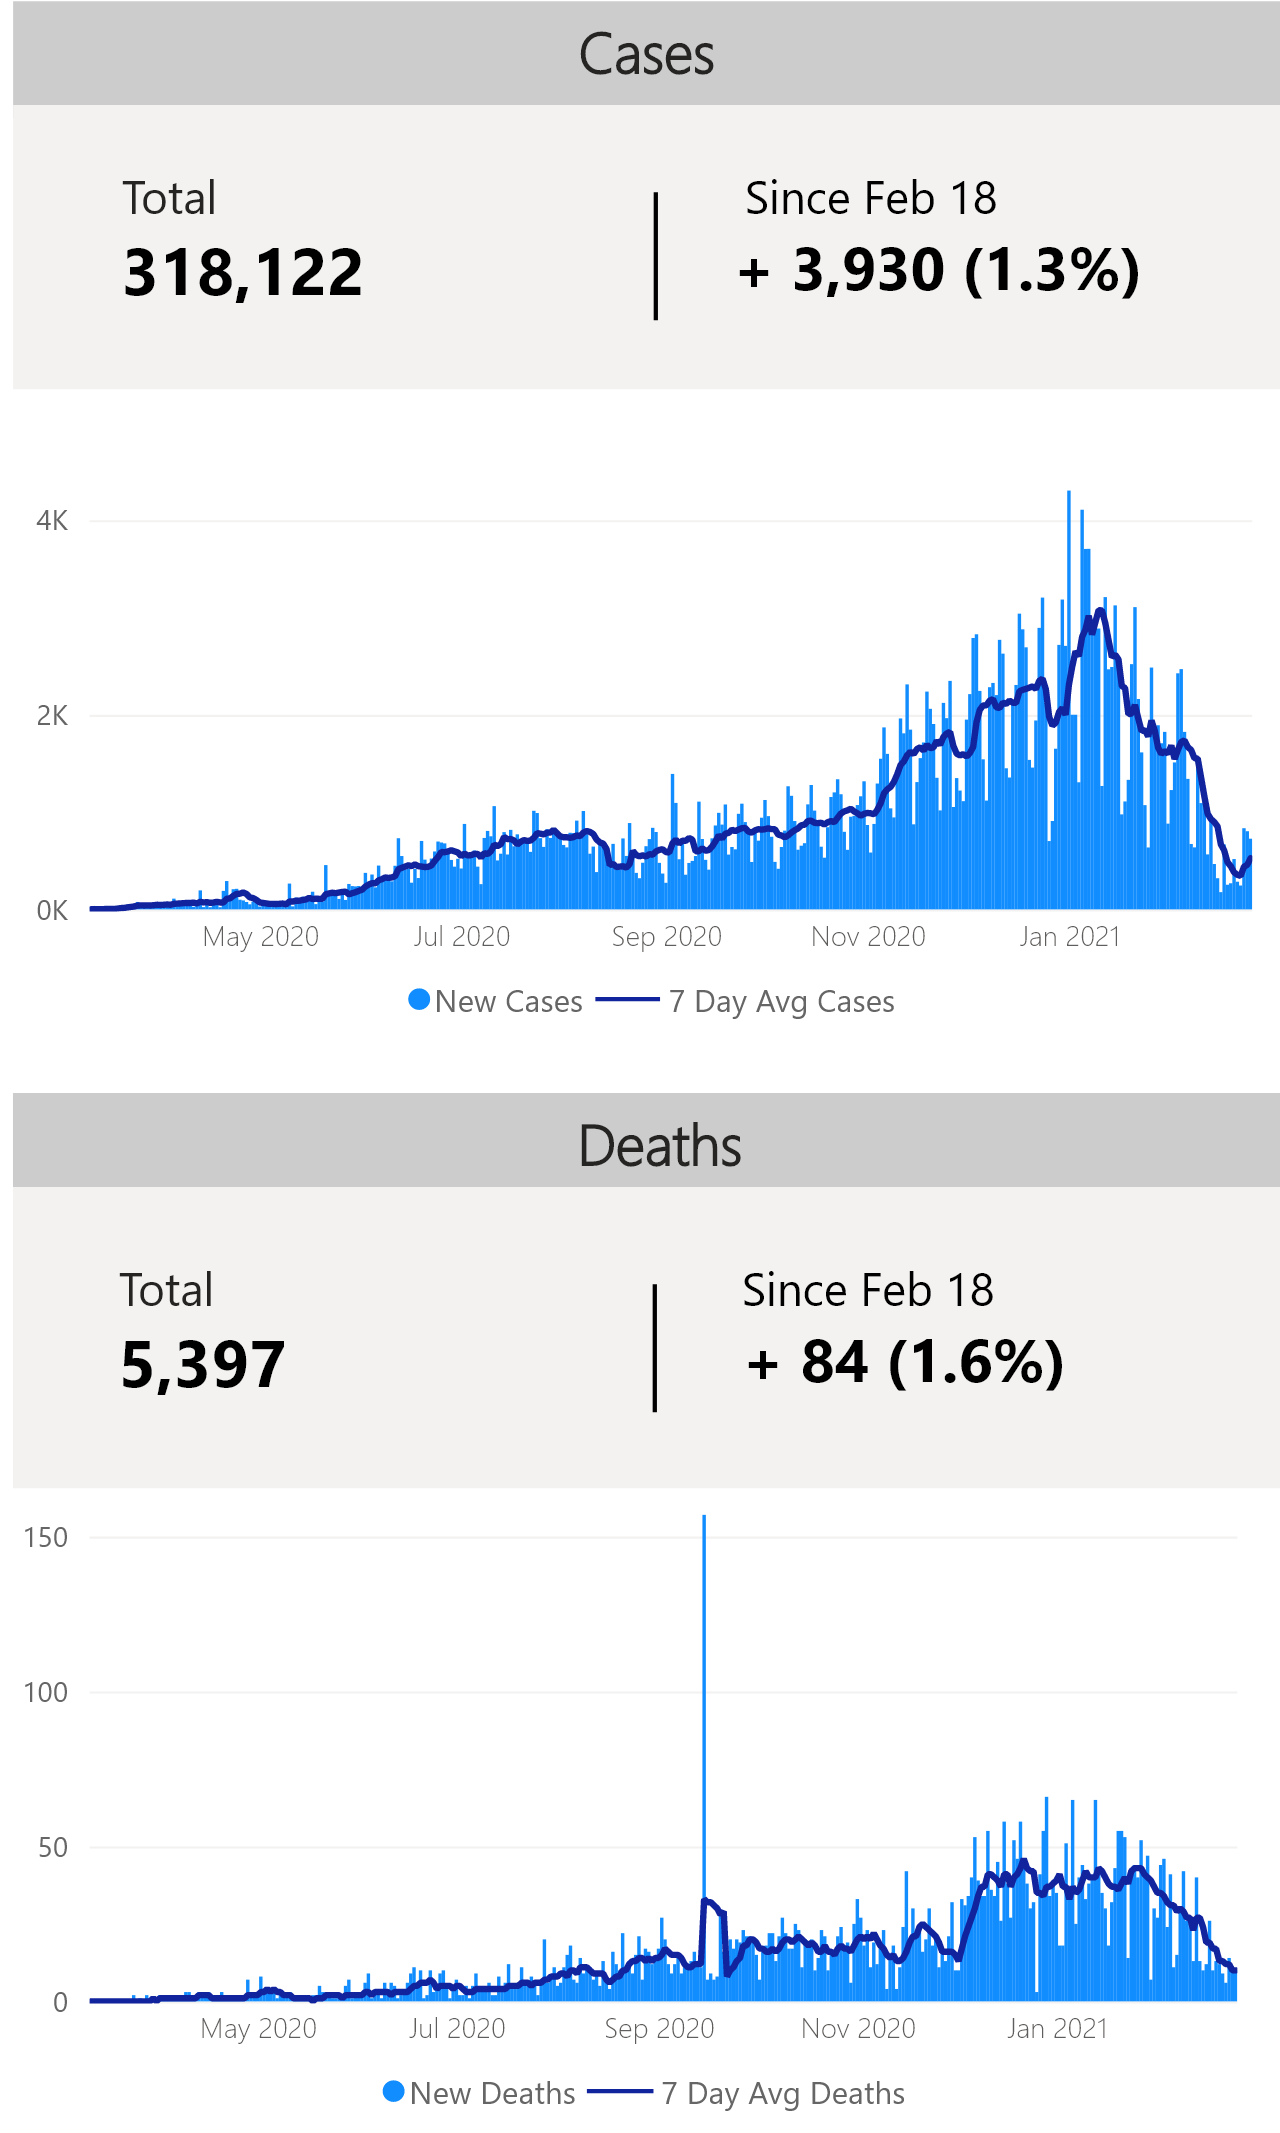 Cases
Total
Since Feb 18
318,122
+ 3,930 (1.3%)
4K
2K
0K
May 2020
Jul 2020
Sep 2020
Nov 2020
Jan 2021
New Cases
7 Day Avg Cases
Deaths
Total
Since Feb 18
5,397
+ 84 (1.6%)
150
100
50
0
May 2020
Jul 2020
Sep 2020
Nov 2020
Jan 2021
New Deaths
7 Day Avg Deaths